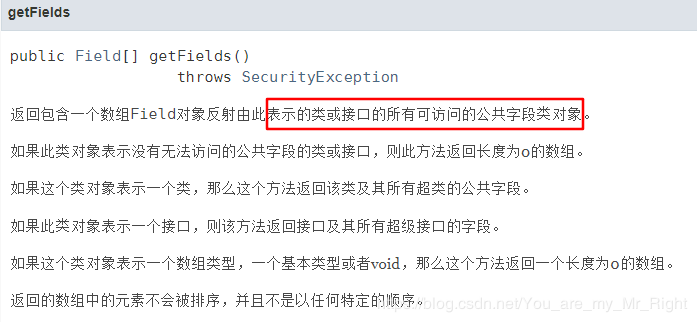 getFields
public Field[] getFields()
throws SecurityException
返回包含一个数组Field对象反射由此表示的类或接口的所有可访问的公共字段类对象。
如果此类对象表示没有无法访问的公共字段的类或接口，则此方法返回长度为0的数组。
如果这个类对象表示一个类，那么这个方法返回该类及其所有超类的公共字段。
如果此类对象表示一个接口，则该方法返回接口及其所有超级接口的字段。
如果这个类对象表示一个数组类型，一个基本类型或者void，那么这个方法返回一个长度为0的数组。
返回的数组中的元素不会被排序，并且不是以任何特定的顺序。
blog.csdn.net/You_are_my_Mr_Right